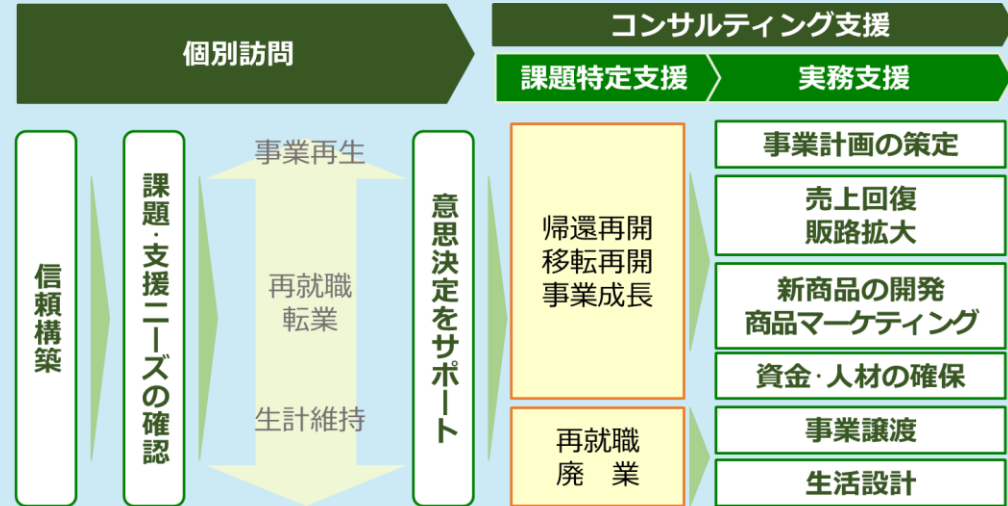 個別訪問
コンサルティング支援
課題特定支援
実務支援
信頼構築
課題・支援ニーズの確認
事業再生
再就職
転業
生計維持
意思決定をサポート
帰還再開
移転再開
事業成長
再就職
廃　業
事業計画の策定
売上回復
販路拡大
新商品の開発
商品マーケティング
資金・人材の確保
事業譲渡
生活設計